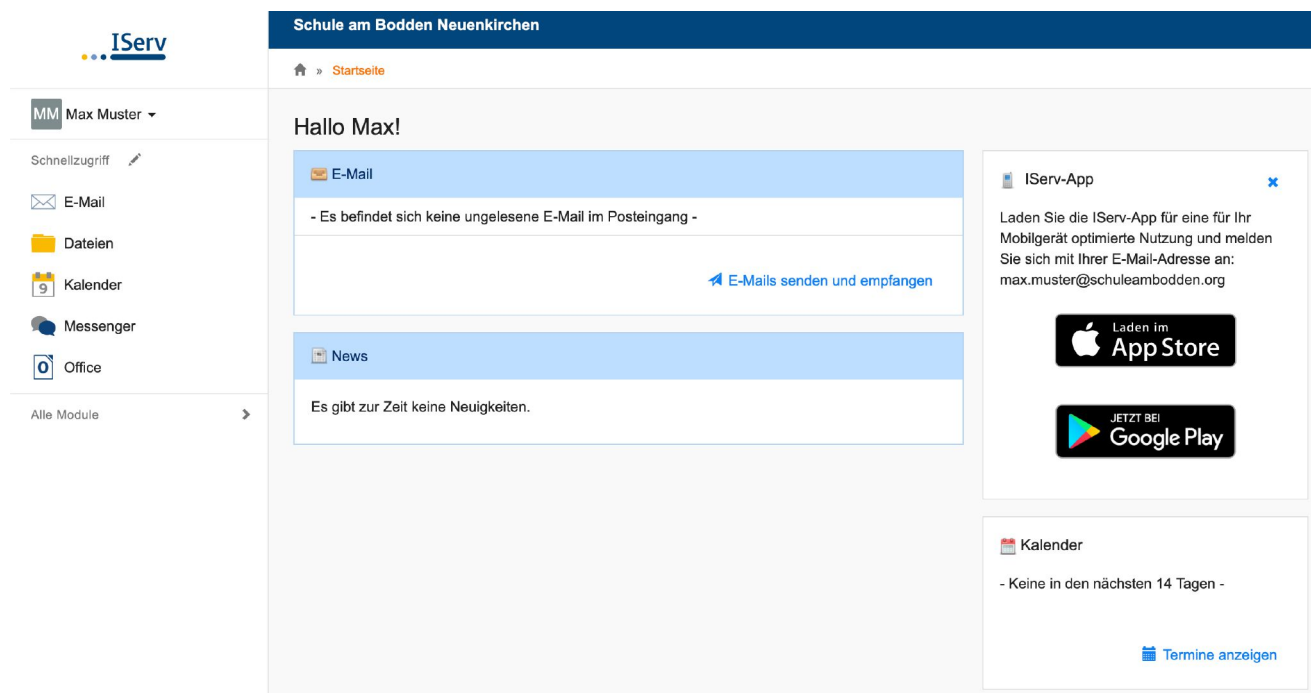 IServ
MM Max Muster
Schnellzugriff
E-Mail
Dateien
9 Kalender
Messenger
O Office
Alle Module
Schule am Bodden Neuenkirchen
» Startseite
Hallo Max!
E-Mail
- Es befindet sich keine ungelesene E-Mail im Posteingang -
E-Mails senden und empfangen
News
Es gibt zur Zeit keine Neuigkeiten.
IServ-App
Laden Sie die IServ-App für eine für Ihr
Mobilgerät optimierte Nutzung und melden
Sie sich mit Ihrer E-Mail-Adresse an:
max.muster@schuleambodden.org
Laden im
App Store
JETZT BEI
Google Play
Kalender
- Keine in den nächsten 14 Tagen -
Termine anzeigen